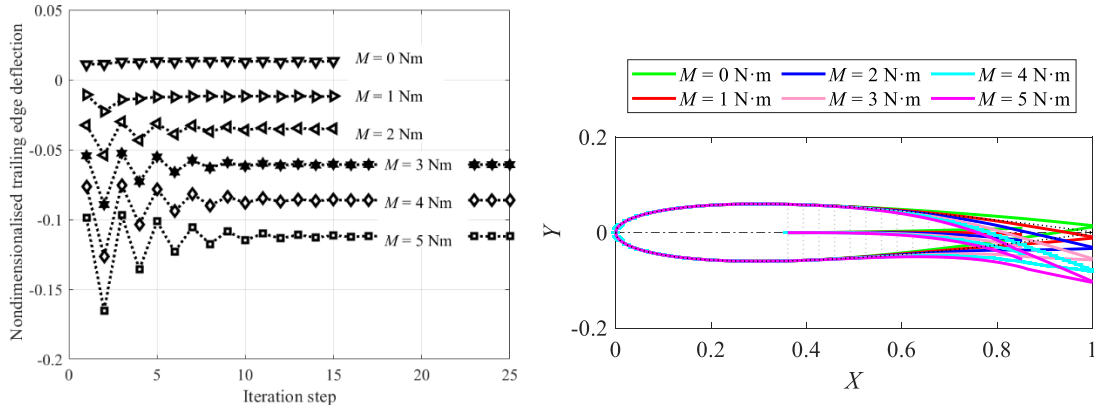 0.05
0
-0.05
-0.1
-0.15
-0.2
Nondimensionalised trailing edge deflection
M = 0 Nm
M = 1 Nm
M = 2 Nm
M = 3 Nm
M = 4 Nm
M = 5 Nm
0 5 10 15 20 25
Iteration step
M = 0 N·m M = 2 N·m M = 4 N·m
M = 1 N·m M = 3 N·m M = 5 N·m
0.2
0
-0.2
Y
0 0.2 0.4 0.6 0.8 1
X